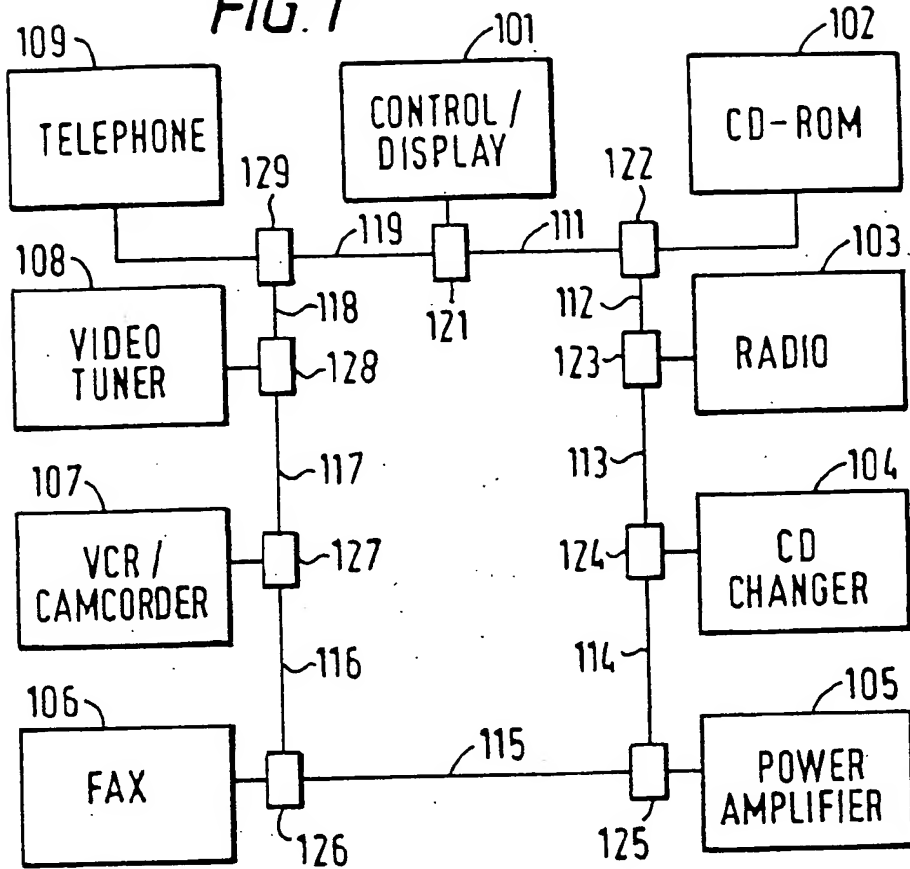 FIG. 1
109
101
102
TELEPHONE
CONTROL /
DISPLAY
CD-ROM
129
122
119
111
108
118
121
112
103
VIDEO
TUNER
128
123
RADIO
117
113
107
104
VCR /
CAMCORDER
127
124
CD
CHANGER
116
114
106
105
FAX
115
POWER
AMPLIFIER
126
125